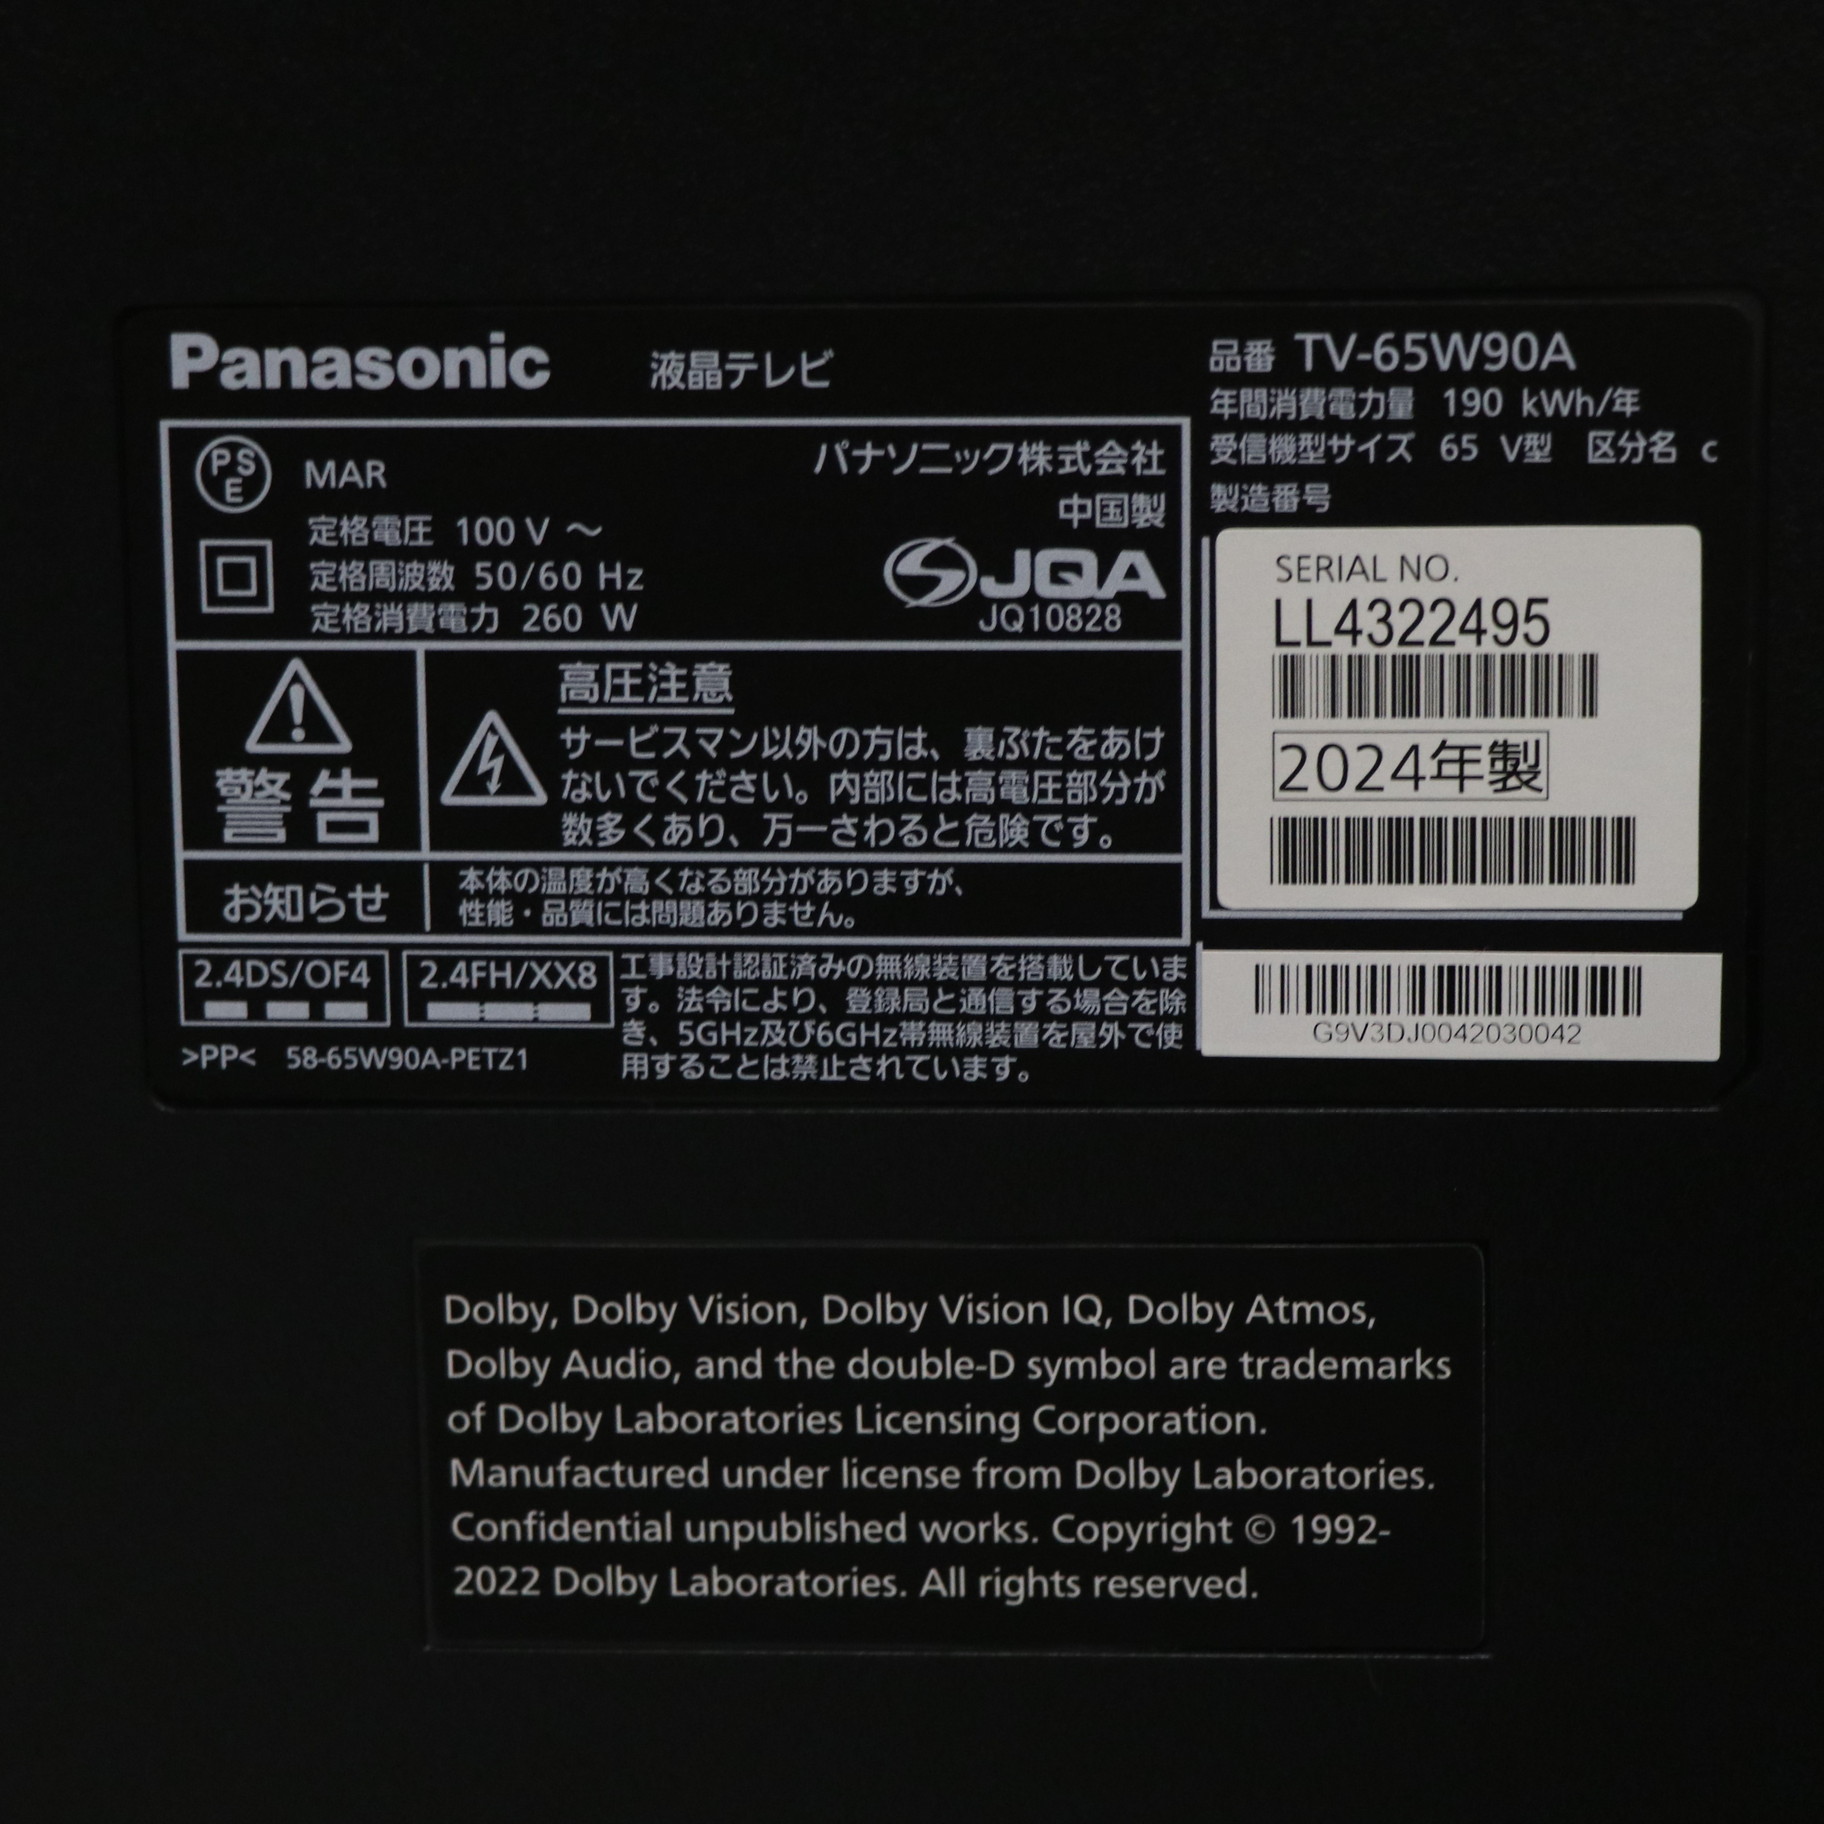 Panasonic 液晶テレビ
PSE MAR
パナソニック株式会社
中国製
定格電圧 100 V ～
定格周波数 50/60 Hz
定格消費電力 260 W
JQA
JQ10828
警告
高圧注意
サービスマン以外の方は、裏ぶたをあけ
ないでください。内部には高電圧部分が
数多くあり、万一さわると危険です。
お知らせ
本体の温度が高くなる部分がありますが、
性能・品質には問題ありません。
2.4DS/OF4 2.4FH/XX8
>PP< 58-65W90A-PETZ1
工事設計認証済みの無線装置を搭載していま
す。法令により、登録局と通信する場合を除
き、5GHz及び6GHz帯無線装置を屋外で使
用することは禁止されています。
品番 TV-65W90A
年間消費電力量 190 kWh/年
受信機型サイズ 65 V型 区分名 c
製造番号
SERIAL NO.
LL4322495
2024年製
G9V3DJ0042030042
Dolby, Dolby Vision, Dolby Vision IQ, Dolby Atmos,
Dolby Audio, and the double-D symbol are trademarks
of Dolby Laboratories Licensing Corporation.
Manufactured under license from Dolby Laboratories.
Confidential unpublished works. Copyright © 1992-
2022 Dolby Laboratories. All rights reserved.